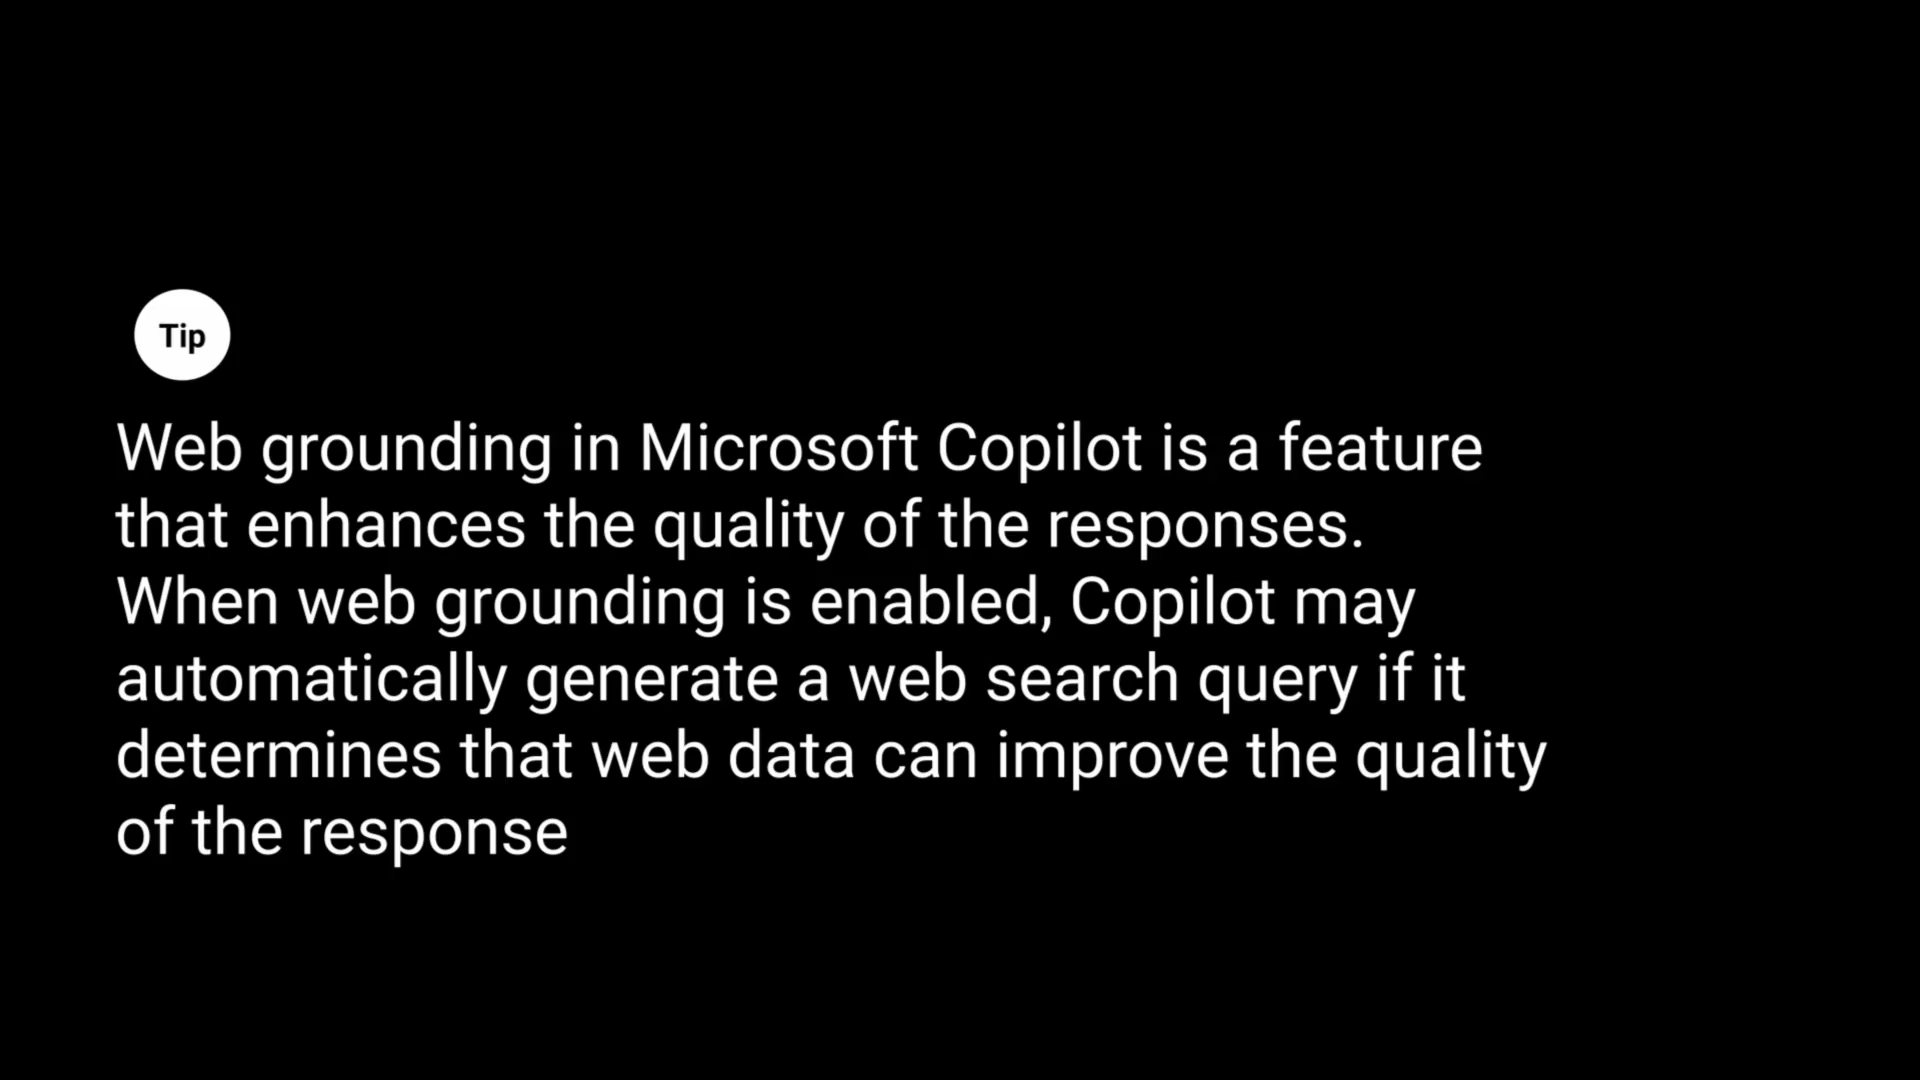 Tip
Web grounding in Microsoft Copilot is a feature
that enhances the quality of the responses.
When web grounding is enabled, Copilot may
automatically generate a web search query if it
determines that web data can improve the quality
of the response